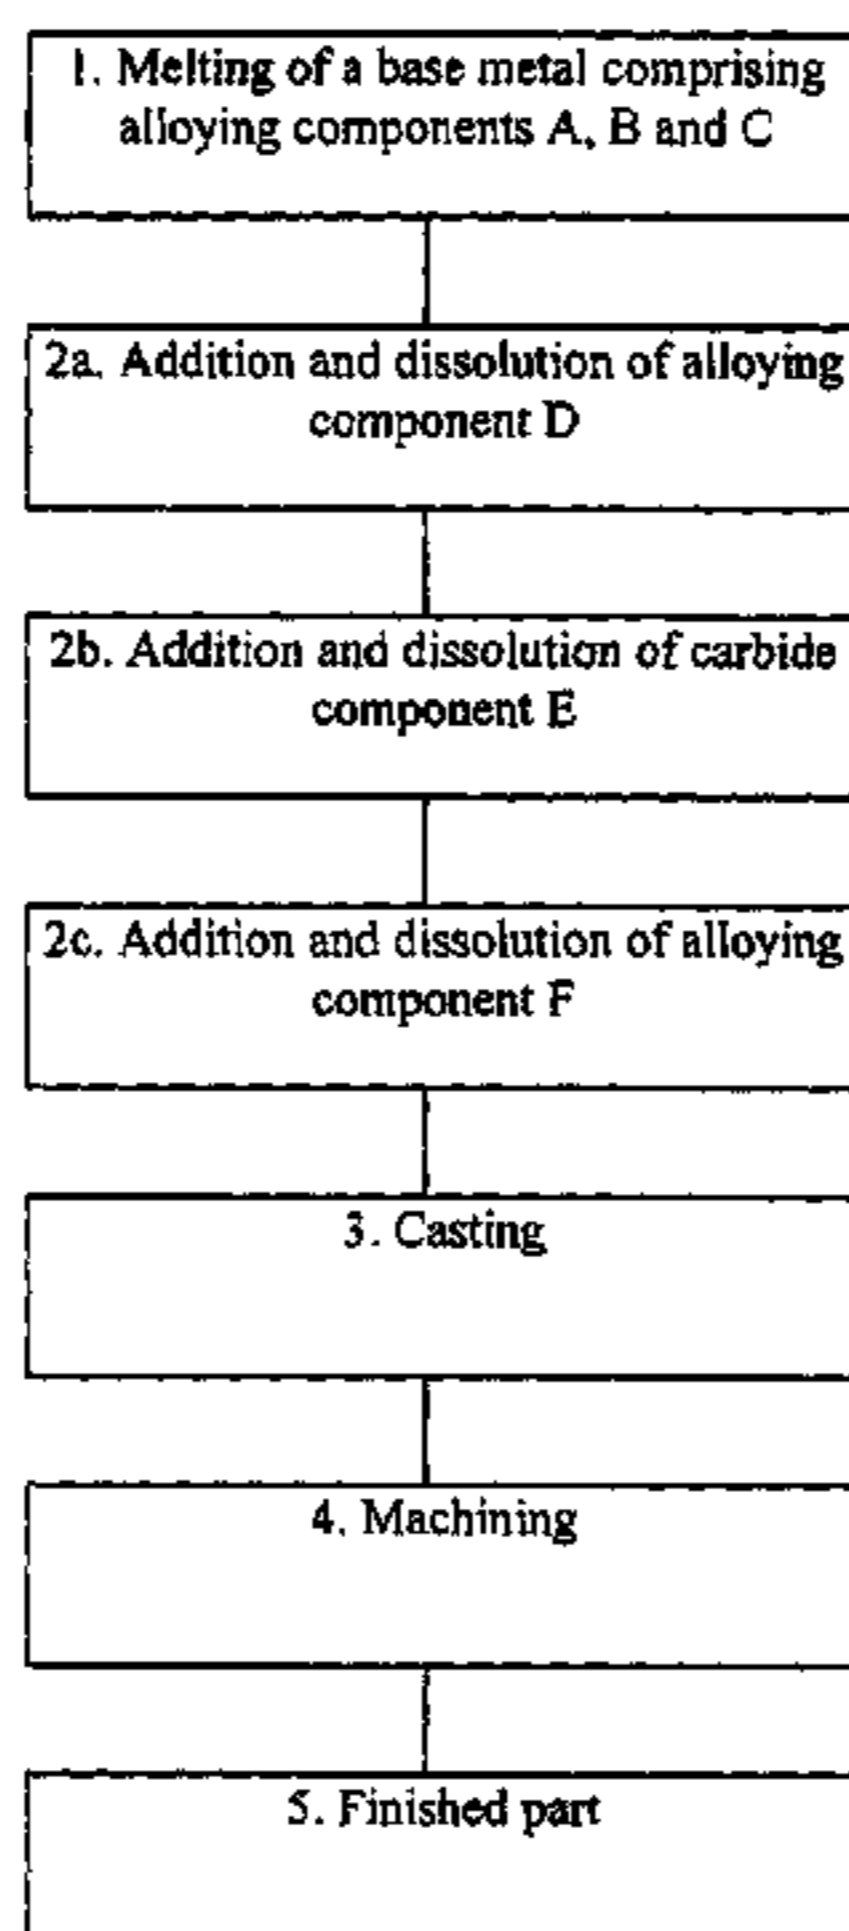 1. Melting of a base metal comprising
alloying components A, B and C
2a. Addition and dissolution of alloying
component D
2b. Addition and dissolution of carbide
component E
2c. Addition and dissolution of alloying
component F
3. Casting
4. Machining
5. Finished part